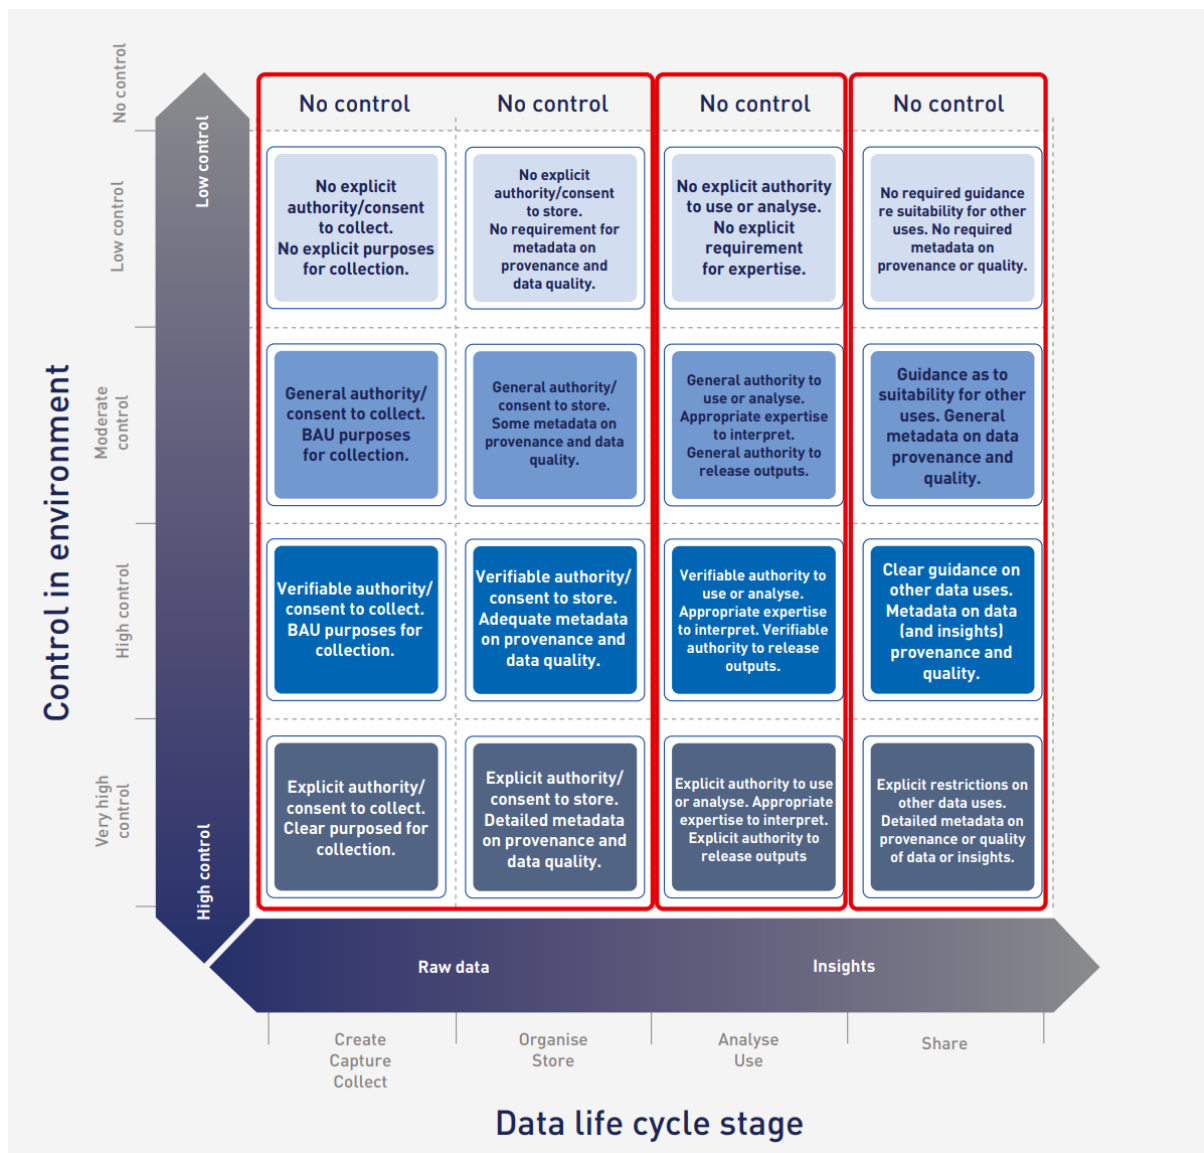 No control
No control
No control
No control
No control
Low control
Low control
No explicit
authority/consent
to collect.
No explicit purposes
for collection.
No explicit
authority/consent
to store.
No requirement for
metadata on
provenance and
data quality.
No explicit authority
to use or analyse.
No explicit
requirement
for expertise.
No required guidance
re suitability for other
uses. No required
metadata on
provenance or quality.
Control in environment
Moderate
control
General authority/
consent to collect.
BAU purposes
for collection.
General authority/
consent to store.
Some metadata on
provenance and data
quality.
General authority to
use or analyse.
Appropriate expertise
to interpret.
General authority to
release outputs.
Guidance as to
suitability for other
uses. General
metadata on data
provenance and
quality.
High control
Verifiable authority/
consent to collect.
BAU purposes for
collection.
Verifiable authority/
consent to store.
Adequate metadata
on provenance and
data quality.
Verifiable authority to
use or analyse.
Appropriate expertise
to interpret. Verifiable
authority to release
outputs.
Clear guidance on
other data uses.
Metadata on data
(and insights)
provenance and
quality.
Very high
control
High control
Explicit authority/
consent to collect.
Clear purposed for
collection.
Explicit authority/
consent to store.
Detailed metadata
on provenance and
data quality.
Explicit authority to use
or analyse. Appropriate
expertise to interpret.
Explicit authority to
release outputs
Explicit restrictions on
other data uses.
Detailed metadata on
provenance or quality
of data or insights.
Raw data
Insights
Create
Capture
Collect
Organise
Store
Analyse
Use
Share
Data life cycle stage